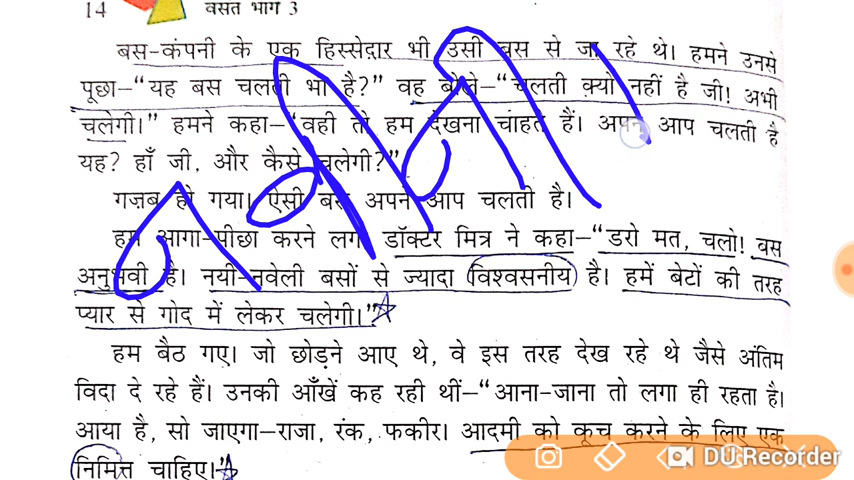 14 वसंत भाग 3
बस-कंपनी के एक हिस्सेदार भी उसी बस से जा रहे थे। हमने उनसे
पूछा–“यह बस चलती भी है?” वह बोले–“चलती क्यों नहीं है जी! अभी
चलेगी।” हमने कहा–“वही तो हम देखना चाहते हैं। अपने आप चलती है
यह? हाँ जी, और कैसे चलेगी?”
गज़ब हो गया। ऐसी बस अपने आप चलती है।
हम आगा-पीछा करने लगे। डॉक्टर मित्र ने कहा–“डरो मत, चलो! बस
अनुभवी है। नयी-नवेली बसों से ज्यादा विश्वसनीय है। हमें बेटों की तरह
प्यार से गोद में लेकर चलेगी।”
हम बैठ गए। जो छोड़ने आए थे, वे इस तरह देख रहे थे जैसे अंतिम
विदा दे रहे हैं। उनकी आँखें कह रही थीं–“आना-जाना तो लगा ही रहता है।
आया है, सो जाएगा–राजा, रंक, फकीर। आदमी को कूच करने के लिए एक
निमित्त चाहिए।”
DU Recorder